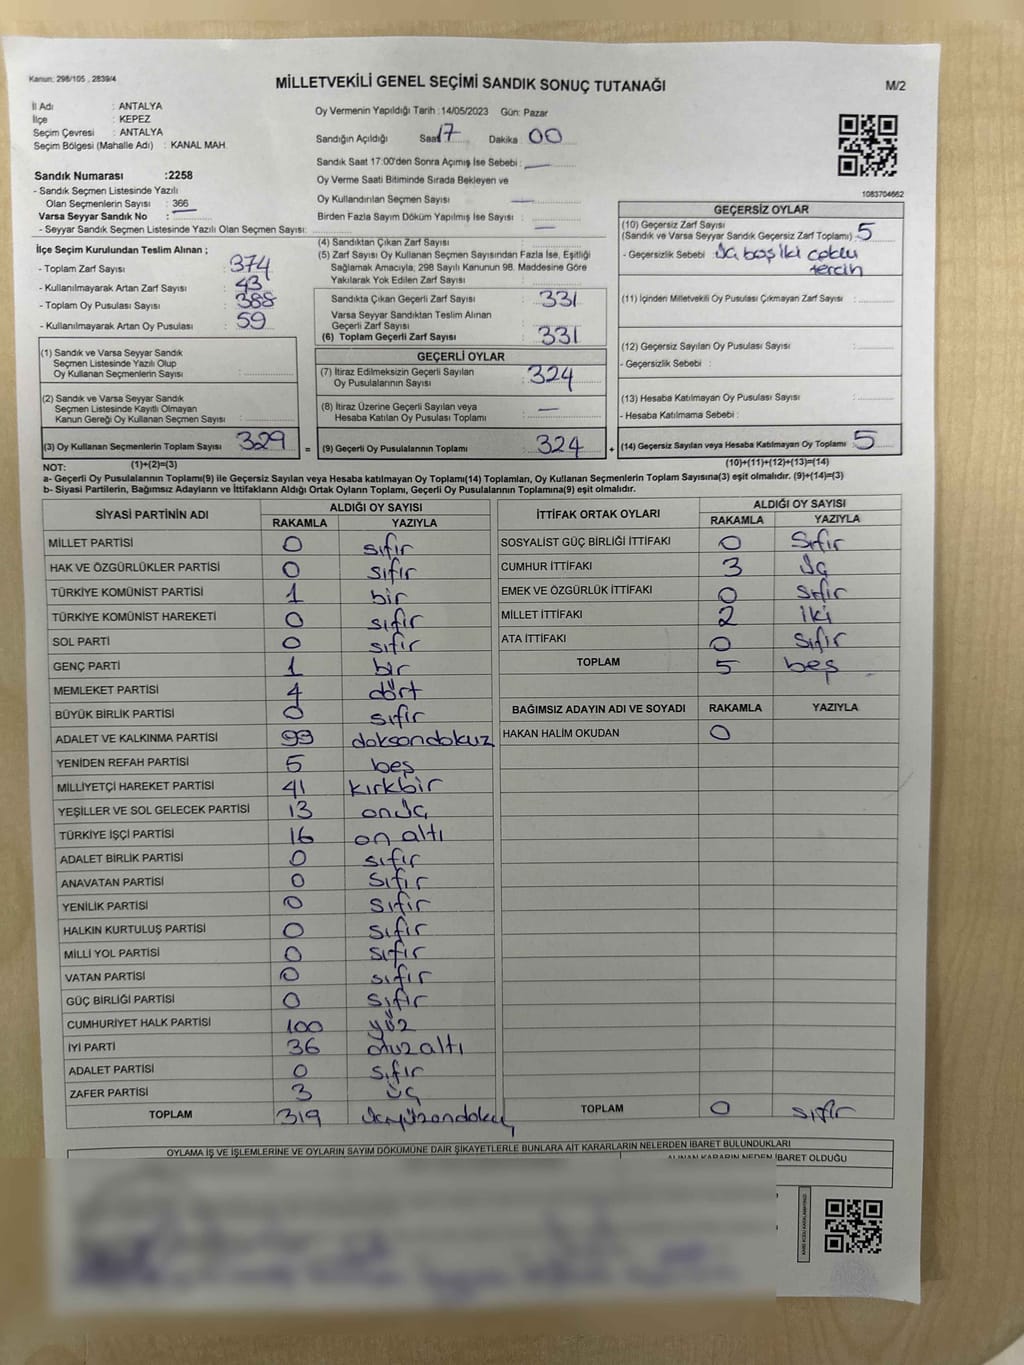 Kanun: 298/105 , 2839/4
MİLLETVEKİLİ GENEL SEÇİMİ SANDIK SONUÇ TUTANAĞI
M/2
İl Adı : ANTALYA
İlçe : KEPEZ
Seçim Çevresi : ANTALYA
Seçim Bölgesi (Mahalle Adı) : KANAL MAH.
Oy Vermenin Yapıldığı Tarih : 14/05/2023 Gün: Pazar
Sandığın Açıldığı Saat 17 Dakika 00
Sandık Saat 17:00'den Sonra Açımış İse Sebebi : —
Oy Verme Saati Bitiminde Sırada Bekleyen ve
Oy Kullandırılan Seçmen Sayısı —
Birden Fazla Sayım Döküm Yapılmış İse Sayısı : —
1083704662
Sandık Numarası :2258
- Sandık Seçmen Listesinde Yazılı
Olan Seçmenlerin Sayısı : 366
Varsa Seyyar Sandık No :
- Seyyar Sandık Seçmen Listesinde Yazılı Olan Seçmen Sayısı:
İlçe Seçim Kurulundan Teslim Alınan ;
- Toplam Zarf Sayısı : 374
- Kullanılmayarak Artan Zarf Sayısı : 43
- Toplam Oy Pusulası Sayısı : 388
- Kullanılmayarak Artan Oy Pusulası : 59
(1) Sandık ve Varsa Seyyar Sandık
Seçmen Listesinde Yazılı Olup
Oy Kullanan Seçmenlerin Sayısı :
(2) Sandık ve Varsa Seyyar Sandık
Seçmen Listesinde Kayıtlı Olmayan
Kanun Gereği Oy Kullanan Seçmen Sayısı :
(3) Oy Kullanan Seçmenlerin Toplam Sayısı : 329
(4) Sandıktan Çıkan Zarf Sayısı :
(5) Zarf Sayısı Oy Kullanan Seçmen Sayısından Fazla İse, Eşitliği
Sağlamak Amacıyla, 298 Sayılı Kanunun 98. Maddesine Göre
Yakılarak Yok Edilen Zarf Sayısı :
Sandıkta Çıkan Geçerli Zarf Sayısı : 331
Varsa Seyyar Sandıktan Teslim Alınan
Geçerli Zarf Sayısı :
(6) Toplam Geçerli Zarf Sayısı : 331
GEÇERLİ OYLAR
(7) İtiraz Edilmeksizin Geçerli Sayılan
Oy Pusulalarının Sayısı : 324
(8) İtiraz Üzerine Geçerli Sayılan veya
Hesaba Katılan Oy Pusulası Toplamı : —
= (9) Geçerli Oy Pusulalarının Toplamı : 324
GEÇERSİZ OYLAR
(10) Geçersiz Zarf Sayısı
(Sandık ve Varsa Seyyar Sandık Geçersiz Zarf Toplamı) : 5
- Geçersizlik Sebebi : üç boş iki çoklu
tercih
(11) İçinden Milletvekili Oy Pusulası Çıkmayan Zarf Sayısı :
(12) Geçersiz Sayılan Oy Pusulası Sayısı :
- Geçersizlik Sebebi :
(13) Hesaba Katılmayan Oy Pusulası Sayısı :
- Hesaba Katılmama Sebebi :
+ (14) Geçersiz Sayılan veya Hesaba Katılmayan Oy Toplamı : 5
NOT: (1)+(2)=(3) (10)+(11)+(12)+(13)=(14)
a- Geçerli Oy Pusulalarının Toplamı(9) ile Geçersiz Sayılan veya Hesaba katılmayan Oy Toplamı(14) Toplamları, Oy Kullanan Seçmenlerin Toplam Sayısına(3) eşit olmalıdır. (9)+(14)=(3)
b- Siyasi Partilerin, Bağımsız Adayların ve İttifakların Aldığı Ortak Oyların Toplamı, Geçerli Oy Pusulalarının Toplamına(9) eşit olmalıdır.
SİYASİ PARTİNİN ADI ALDIĞI OY SAYISI
RAKAMLA YAZIYLA
MİLLET PARTİSİ 0 sıfır
HAK VE ÖZGÜRLÜKLER PARTİSİ 0 sıfır
TÜRKİYE KOMÜNİST PARTİSİ 1 bir
TÜRKİYE KOMÜNİST HAREKETİ 0 sıfır
SOL PARTİ 0 sıfır
GENÇ PARTİ 1 bir
MEMLEKET PARTİSİ 4 dört
BÜYÜK BİRLİK PARTİSİ 0 sıfır
ADALET VE KALKINMA PARTİSİ 99 doksandokuz
YENİDEN REFAH PARTİSİ 5 beş
MİLLİYETÇİ HAREKET PARTİSİ 41 kırkbir
YEŞİLLER VE SOL GELECEK PARTİSİ 13 onüç
TÜRKİYE İŞÇİ PARTİSİ 16 on altı
ADALET BİRLİK PARTİSİ 0 sıfır
ANAVATAN PARTİSİ 0 sıfır
YENİLİK PARTİSİ 0 sıfır
HALKIN KURTULUŞ PARTİSİ 0 sıfır
MİLLİ YOL PARTİSİ 0 sıfır
VATAN PARTİSİ 0 sıfır
GÜÇ BİRLİĞİ PARTİSİ 0 sıfır
CUMHURİYET HALK PARTİSİ 100 yüz
İYİ PARTİ 36 otuzaltı
ADALET PARTİSİ 0 sıfır
ZAFER PARTİSİ 3 üç
TOPLAM 319 üçyüzondokuz
İTTİFAK ORTAK OYLARI ALDIĞI OY SAYISI
RAKAMLA YAZIYLA
SOSYALİST GÜÇ BİRLİĞİ İTTİFAKI 0 sıfır
CUMHUR İTTİFAKI 3 üç
EMEK VE ÖZGÜRLÜK İTTİFAKI 0 sıfır
MİLLET İTTİFAKI 2 iki
ATA İTTİFAKI 0 sıfır
TOPLAM 5 beş
BAĞIMSIZ ADAYIN ADI VE SOYADI RAKAMLA YAZIYLA
HAKAN HALİM OKUDAN 0
TOPLAM 0 sıfır
OYLAMA İŞ VE İŞLEMLERİNE VE OYLARIN SAYIM DÖKÜMÜNE DAİR ŞİKAYETLERLE BUNLARA AİT KARARLARIN NELERDEN İBARET BULUNDUKLARI
ALINAN KARARIN NEDEN İBARET OLDUĞU